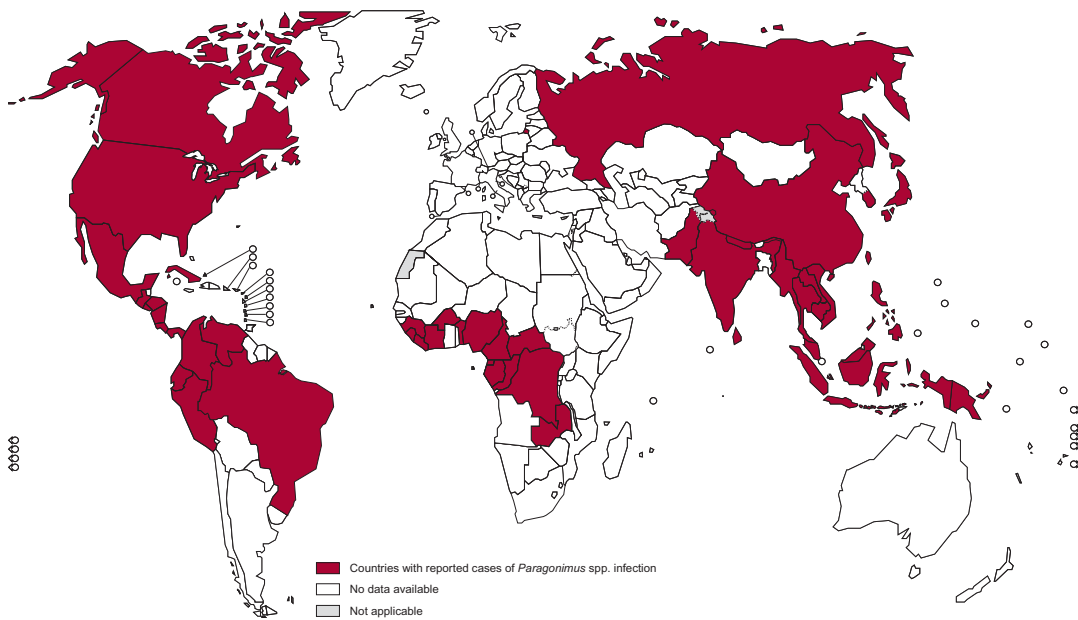 Countries with reported cases of Paragonimus spp. infection
No data available
Not applicable